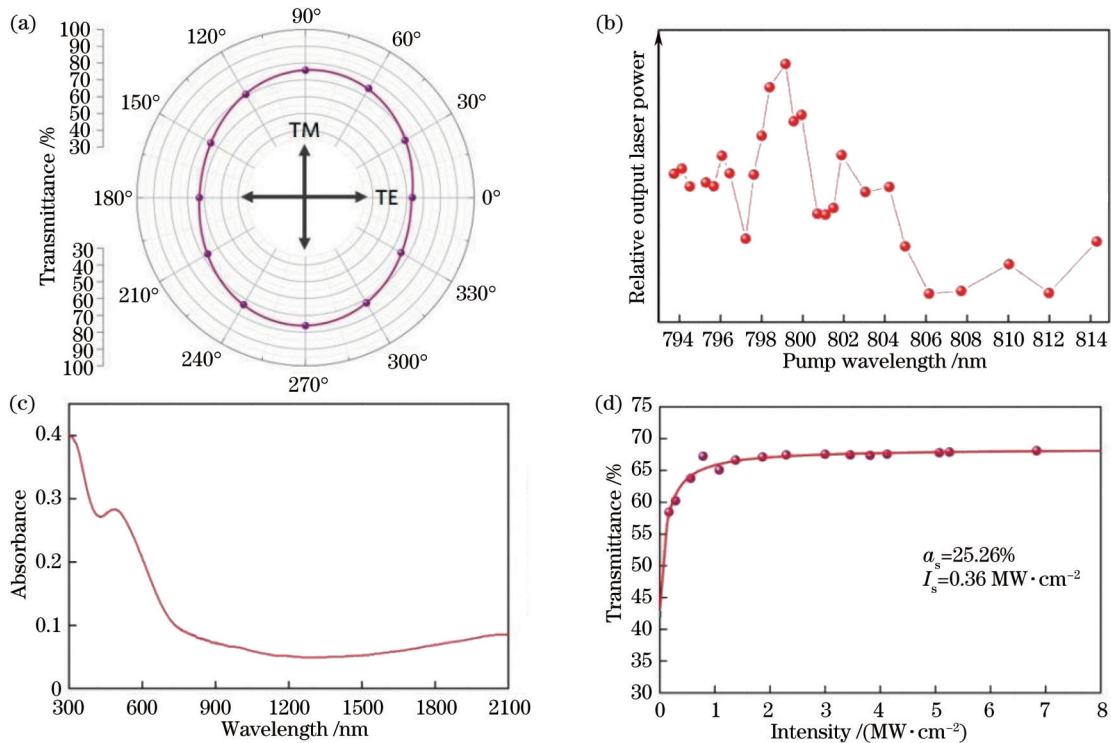 (a)
100
90
80
70
60
50
40
30
30
40
50
60
70
80
90
100
Transmittance /%
90°
120°
60°
150°
30°
180°
0°
210°
330°
240°
300°
270°
TM
TE
(b)
Relative output laser power
794 796 798 800 802 804 806 808 810 812 814
Pump wavelength /nm
(c)
0.4
0.3
0.2
0.1
0
Absorbance
300 600 900 1200 1500 1800 2100
Wavelength /nm
(d)
75
70
65
60
55
50
45
40
35
30
Transmittance /%
aₛ=25.26%
Iₛ=0.36 MW·cm⁻²
0 1 2 3 4 5 6 7 8
Intensity /(MW·cm⁻²)